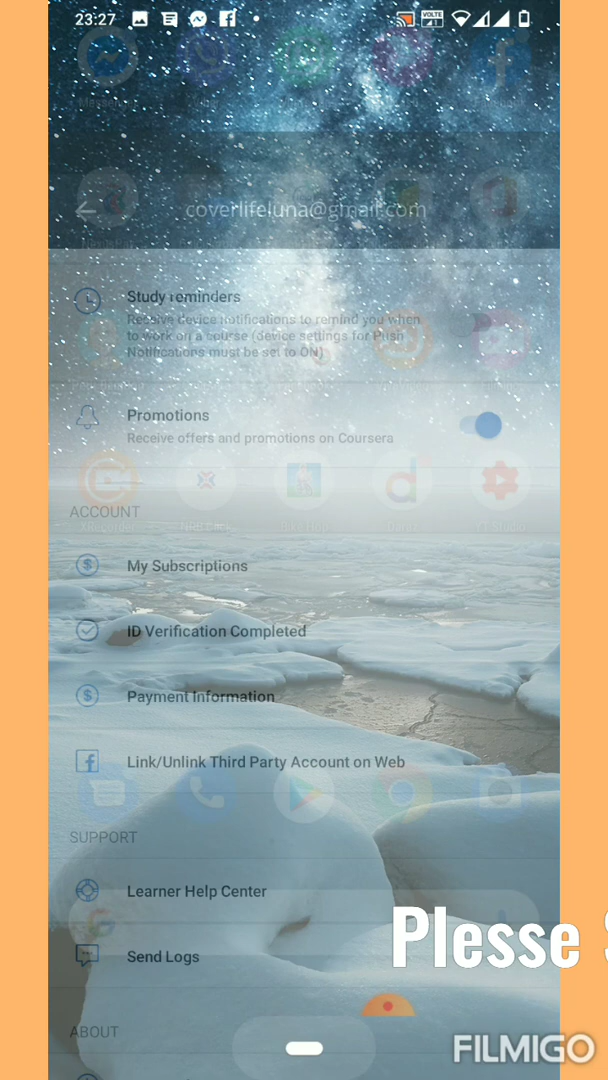 23:27
VOLTE
coverlifeluna@gmail.com
Study reminders
Receive device notifications to remind you when
to work on a course (device settings for Push
Notifications must be set to ON)
Promotions
Receive offers and promotions on Coursera
ACCOUNT
My Subscriptions
ID Verification Completed
Payment Information
Link/Unlink Third Party Account on Web
SUPPORT
Learner Help Center
Send Logs
Plesse S
ABOUT
FILMIGO